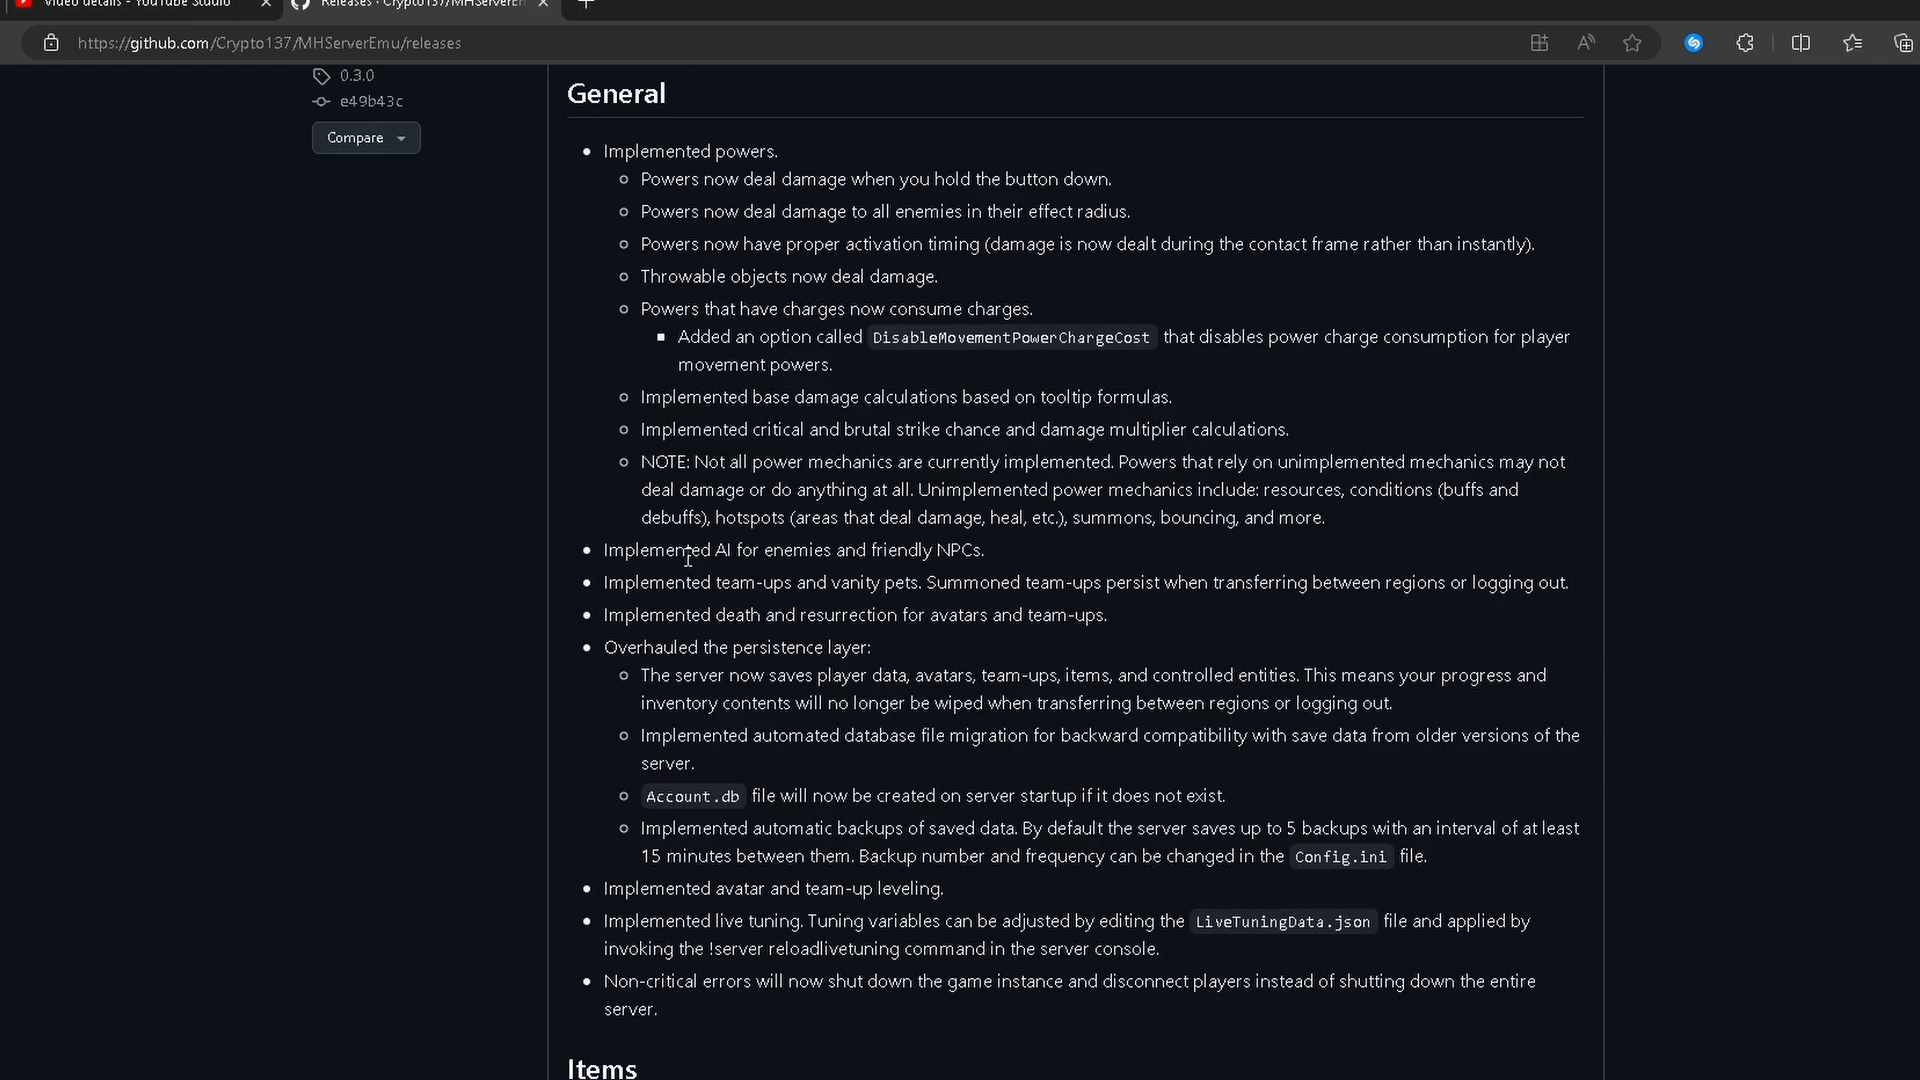 Video details - YouTube Studio
Releases · Crypto137/MHServerEm
https://github.com/Crypto137/MHServerEmu/releases
0.3.0
e49b43c
Compare
General
Implemented powers.
Powers now deal damage when you hold the button down.
Powers now deal damage to all enemies in their effect radius.
Powers now have proper activation timing (damage is now dealt during the contact frame rather than instantly).
Throwable objects now deal damage.
Powers that have charges now consume charges.
Added an option called DisableMovementPowerChargeCost that disables power charge consumption for player
movement powers.
Implemented base damage calculations based on tooltip formulas.
Implemented critical and brutal strike chance and damage multiplier calculations.
NOTE: Not all power mechanics are currently implemented. Powers that rely on unimplemented mechanics may not
deal damage or do anything at all. Unimplemented power mechanics include: resources, conditions (buffs and
debuffs), hotspots (areas that deal damage, heal, etc.), summons, bouncing, and more.
Implemented AI for enemies and friendly NPCs.
Implemented team-ups and vanity pets. Summoned team-ups persist when transferring between regions or logging out.
Implemented death and resurrection for avatars and team-ups.
Overhauled the persistence layer:
The server now saves player data, avatars, team-ups, items, and controlled entities. This means your progress and
inventory contents will no longer be wiped when transferring between regions or logging out.
Implemented automated database file migration for backward compatibility with save data from older versions of the
server.
Account.db file will now be created on server startup if it does not exist.
Implemented automatic backups of saved data. By default the server saves up to 5 backups with an interval of at least
15 minutes between them. Backup number and frequency can be changed in the Config.ini file.
Implemented avatar and team-up leveling.
Implemented live tuning. Tuning variables can be adjusted by editing the LiveTuningData.json file and applied by
invoking the !server reloadlivetuning command in the server console.
Non-critical errors will now shut down the game instance and disconnect players instead of shutting down the entire
server.
Items